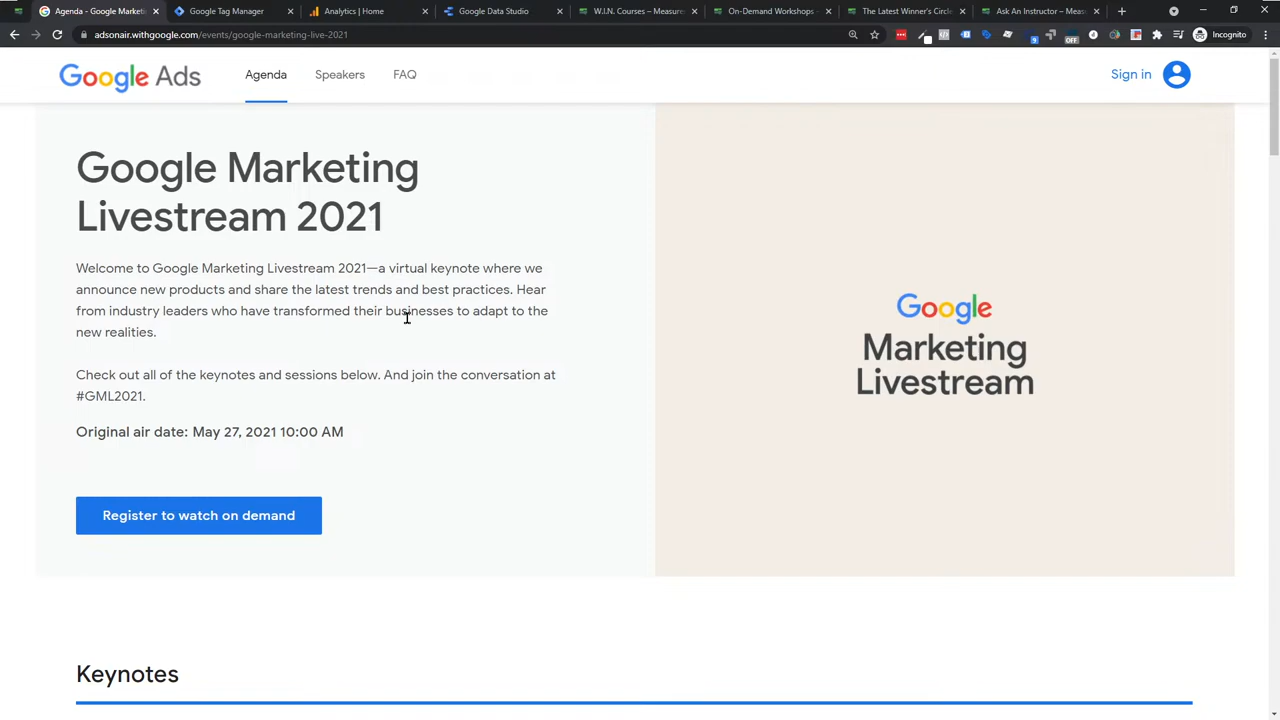 Agenda - Google Marketi
Google Tag Manager
Analytics | Home
Google Data Studio
W.I.N. Courses – Measure
On-Demand Workshops –
The Latest Winner's Circle
Ask An Instructor – Meas
adsonair.withgoogle.com/events/google-marketing-live-2021
9
OFF
Incognito
Google Ads
Agenda
Speakers
FAQ
Sign in
Google Marketing
Livestream 2021
Welcome to Google Marketing Livestream 2021—a virtual keynote where we
announce new products and share the latest trends and best practices. Hear
from industry leaders who have transformed their businesses to adapt to the
new realities.
Check out all of the keynotes and sessions below. And join the conversation at
#GML2021.
Original air date: May 27, 2021 10:00 AM
Register to watch on demand
Google
Marketing
Livestream
Keynotes